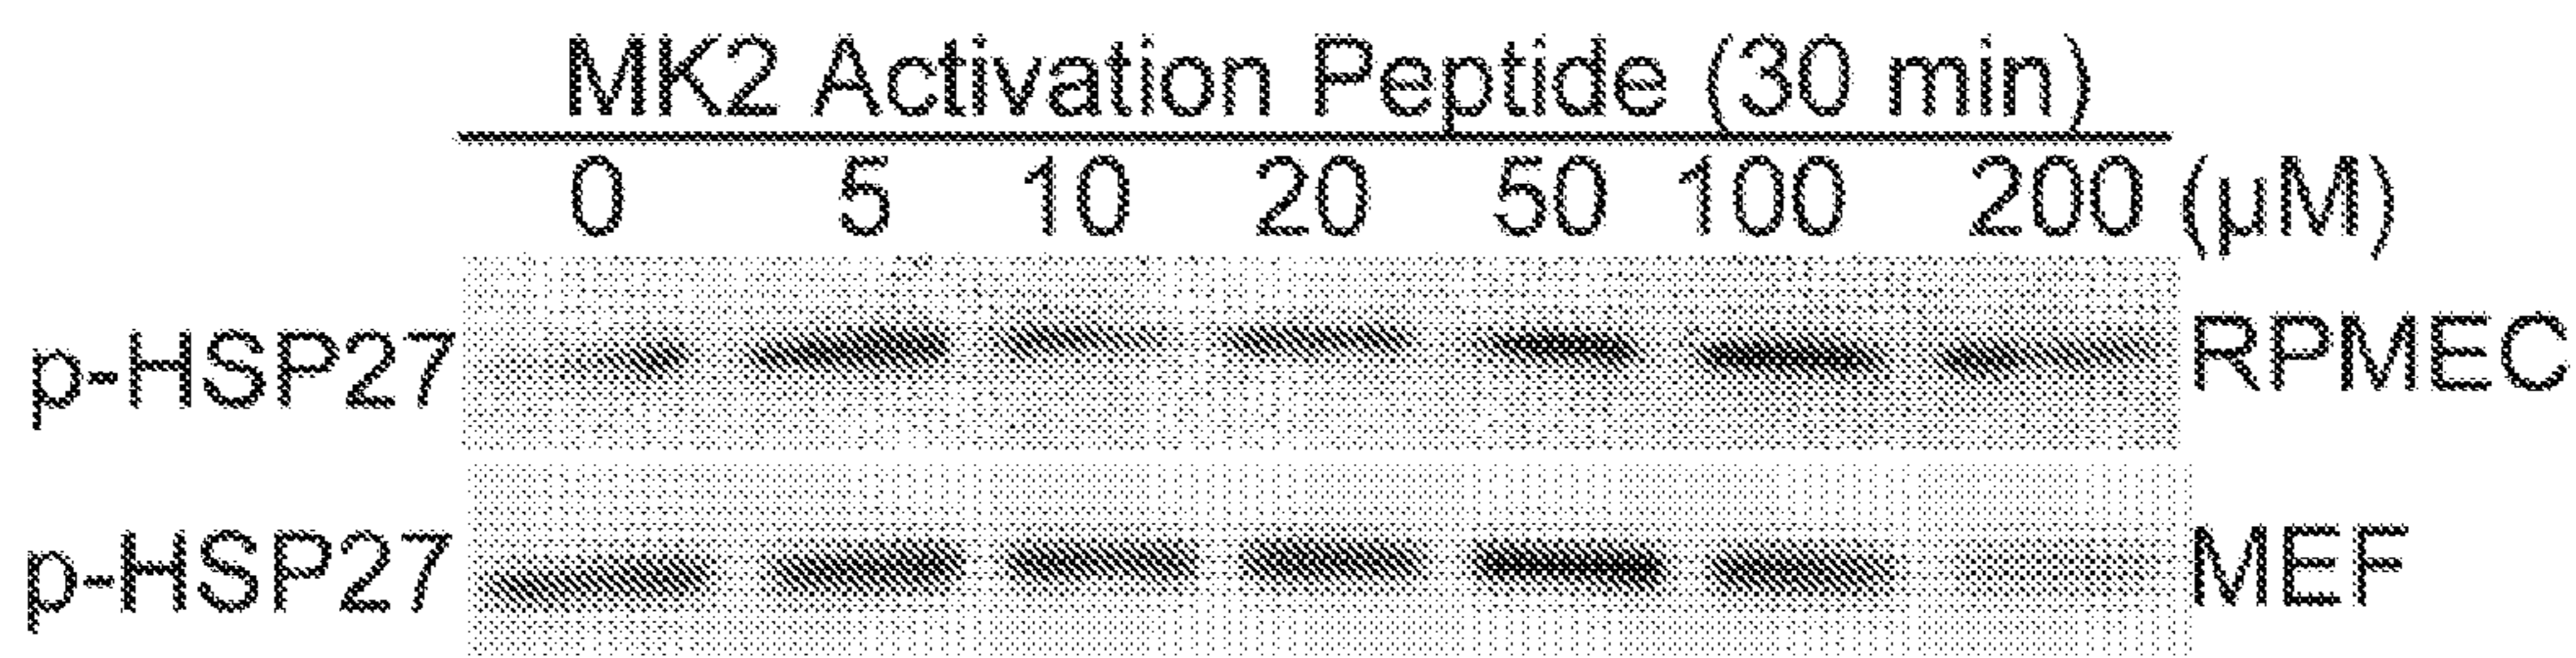 MK2 Activation Peptide (30 min)
0 5 10 20 50 100 200 (µM)
p-HSP27 RPMEC
p-HSP27 MEF